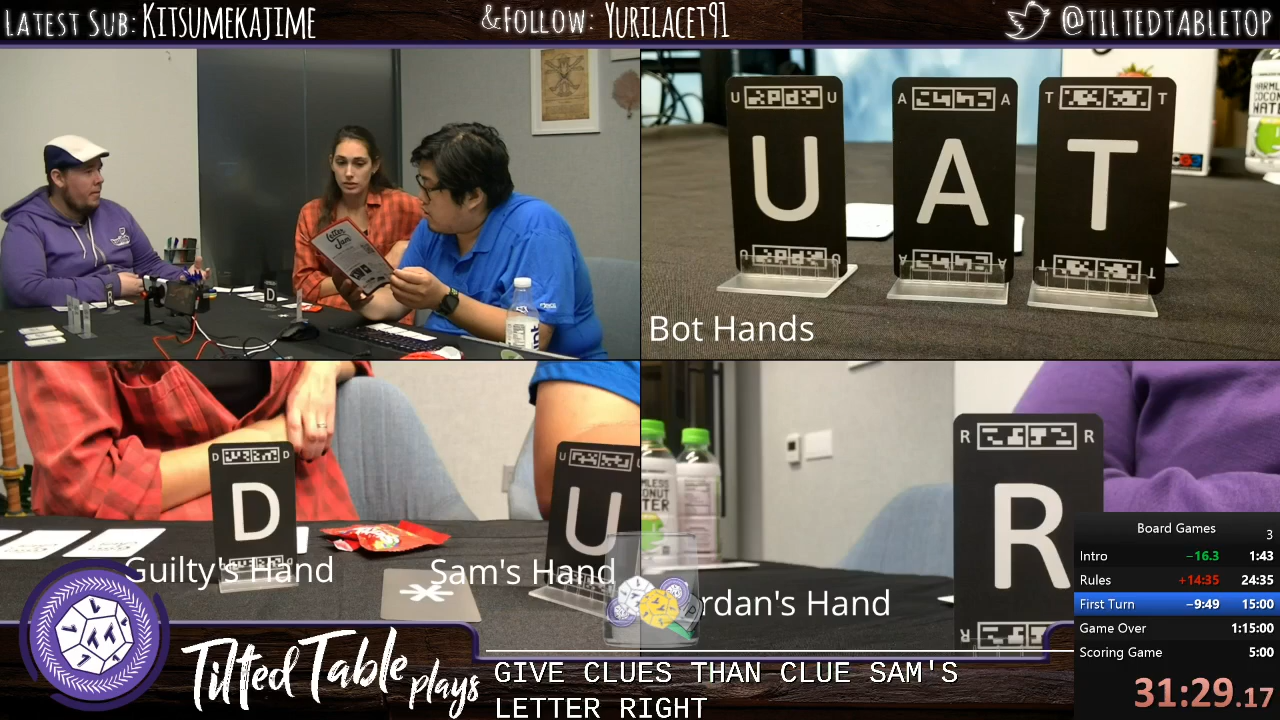 LATEST SUB: KITSUMEKAJIME
&FOLLOW: YURILACET91
@TILTEDTABLETOP
U U
U
A A
A
T T
T
Bot Hands
Letter Jam
R
D
D D
D
Guilty's Hand
U
U
Sam's Hand
R R
R
rdan's Hand
Tilted Table plays
GIVE CLUES THAN CLUE SAM'S
LETTER RIGHT
Board Games
3
Intro −16.3 1:43
Rules +14:35 24:35
First Turn −9:49 15:00
Game Over 1:15:00
Scoring Game 5:00
31:29.17